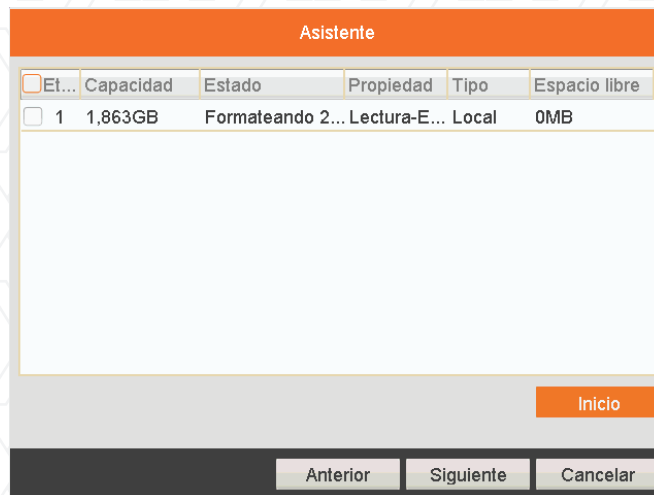 Asistente
Et... Capacidad Estado Propiedad Tipo Espacio libre
1 1,863GB Formateando 2... Lectura-E... Local 0MB
Inicio
Anterior Siguiente Cancelar